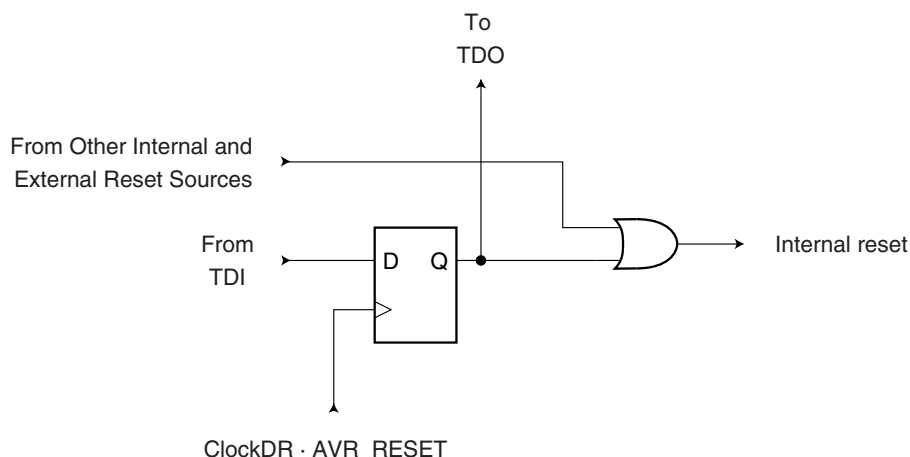 To
TDO
From Other Internal and
External Reset Sources
From
TDI
D Q
Internal reset
ClockDR · AVR_RESET